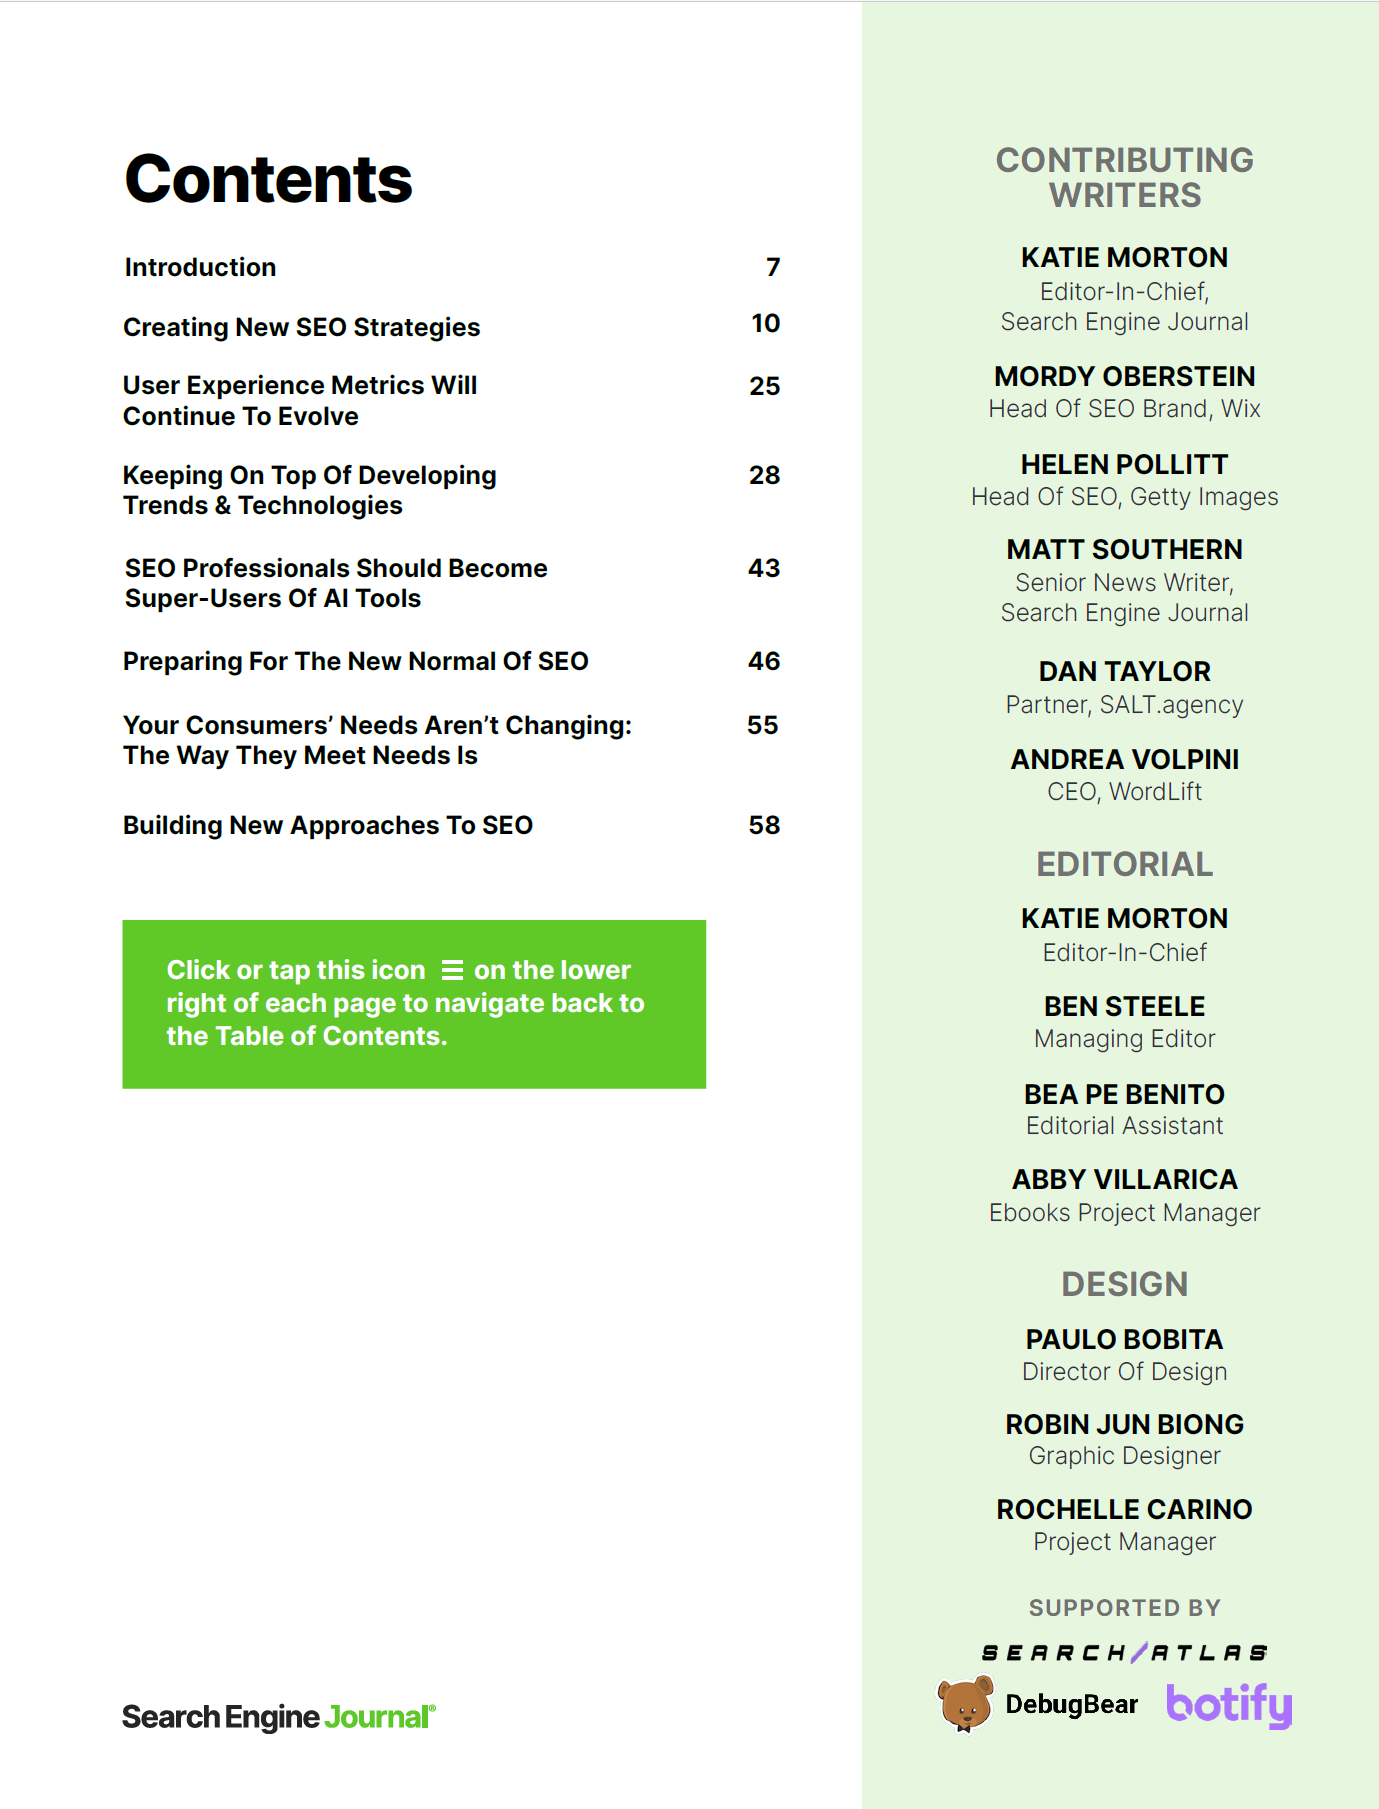 Contents
Introduction 7
Creating New SEO Strategies 10
User Experience Metrics Will 25
Continue To Evolve
Keeping On Top Of Developing 28
Trends & Technologies
SEO Professionals Should Become 43
Super-Users Of AI Tools
Preparing For The New Normal Of SEO 46
Your Consumers’ Needs Aren’t Changing: 55
The Way They Meet Needs Is
Building New Approaches To SEO 58
Click or tap this icon ☰ on the lower
right of each page to navigate back to
the Table of Contents.
Search Engine Journal®
CONTRIBUTING
WRITERS
KATIE MORTON
Editor-In-Chief,
Search Engine Journal
MORDY OBERSTEIN
Head Of SEO Brand, Wix
HELEN POLLITT
Head Of SEO, Getty Images
MATT SOUTHERN
Senior News Writer,
Search Engine Journal
DAN TAYLOR
Partner, SALT.agency
ANDREA VOLPINI
CEO, WordLift
EDITORIAL
KATIE MORTON
Editor-In-Chief
BEN STEELE
Managing Editor
BEA PE BENITO
Editorial Assistant
ABBY VILLARICA
Ebooks Project Manager
DESIGN
PAULO BOBITA
Director Of Design
ROBIN JUN BIONG
Graphic Designer
ROCHELLE CARINO
Project Manager
SUPPORTED BY
SEARCH/ATLAS
DebugBear botify